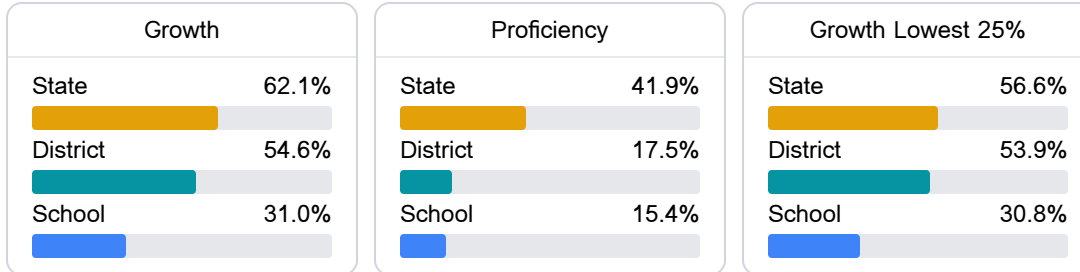 Growth
State 62.1%
District 54.6%
School 31.0%
Proficiency
State 41.9%
District 17.5%
School 15.4%
Growth Lowest 25%
State 56.6%
District 53.9%
School 30.8%